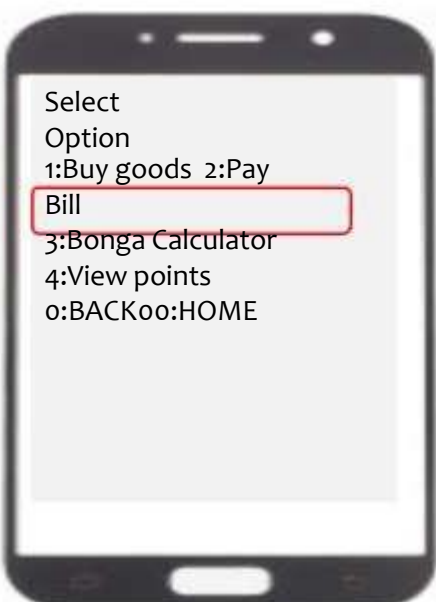 Select
Option
1:Buy goods 2:Pay
Bill
3:Bonga Calculator
4:View points
0:BACK00:HOME